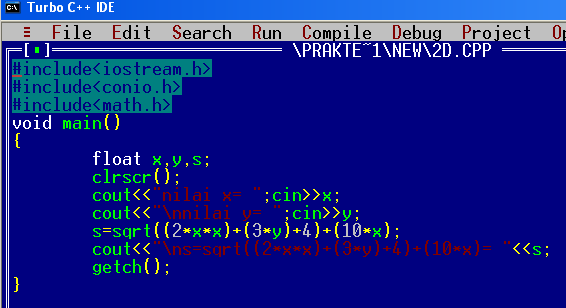 Turbo C++ IDE
≡ File Edit Search Run Compile Debug Project O
[■] \PRAKTE~1\NEW\2D.CPP
#include<iostream.h>
#include<conio.h>
#include<math.h>
void main()
{
float x,y,s;
clrscr();
cout<<"nilai x= ";cin>>x;
cout<<"\nnilai y= ";cin>>y;
s=sqrt((2*x*x)+(3*y)+4)+(10*x);
cout<<"\ns=sqrt((2*x*x)+(3*y)+4)+(10*x)= "<<s;
getch();
}